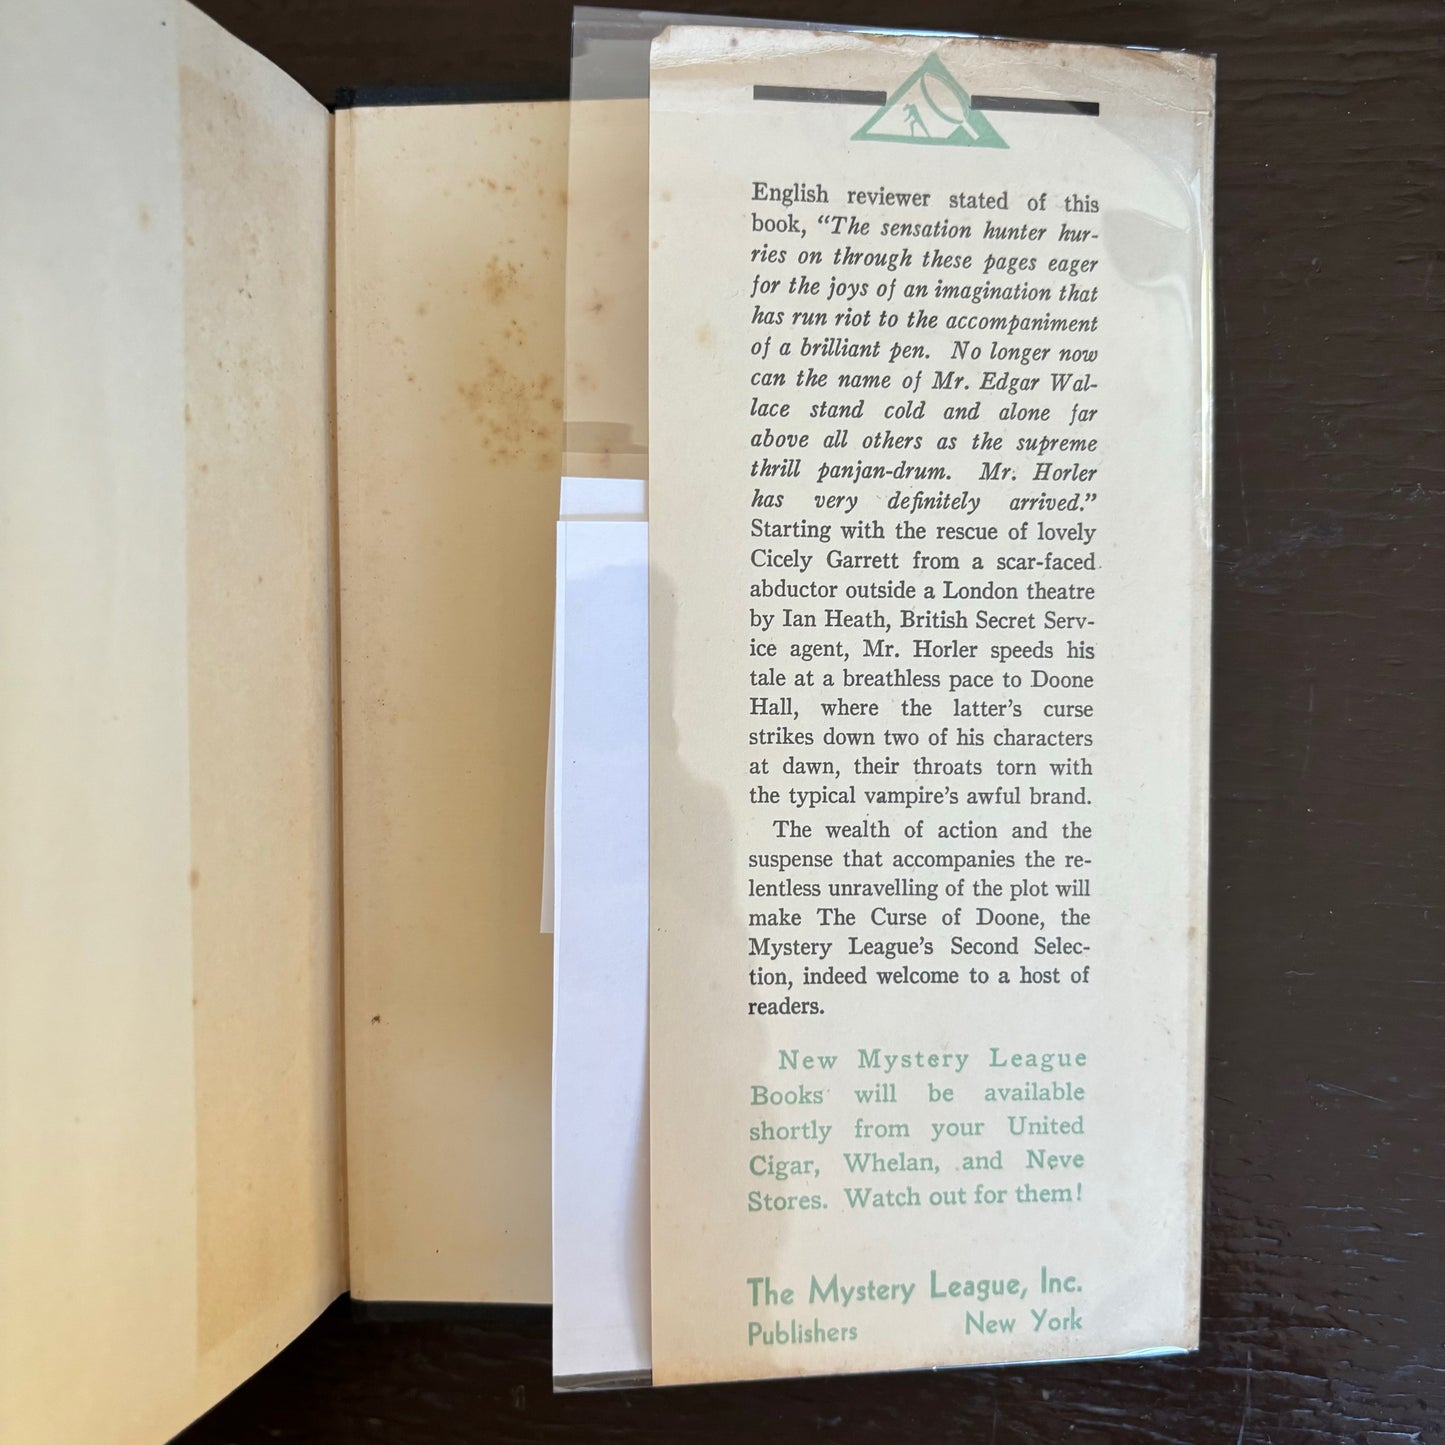 English reviewer stated of this
book, “The sensation hunter hur-
ries on through these pages eager
for the joys of an imagination that
has run riot to the accompaniment
of a brilliant pen. No longer now
can the name of Mr. Edgar Wal-
lace stand cold and alone far
above all others as the supreme
thrill panjan-drum. Mr. Horler
has very definitely arrived.”
Starting with the rescue of lovely
Cicely Garrett from a scar-faced
abductor outside a London theatre
by Ian Heath, British Secret Serv-
ice agent, Mr. Horler speeds his
tale at a breathless pace to Doone
Hall, where the latter’s curse
strikes down two of his characters
at dawn, their throats torn with
the typical vampire’s awful brand.
The wealth of action and the
suspense that accompanies the re-
lentless unravelling of the plot will
make The Curse of Doone, the
Mystery League’s Second Selec-
tion, indeed welcome to a host of
readers.
New Mystery League
Books will be available
shortly from your United
Cigar, Whelan, and Neve
Stores. Watch out for them!
The Mystery League, Inc.
Publishers New York